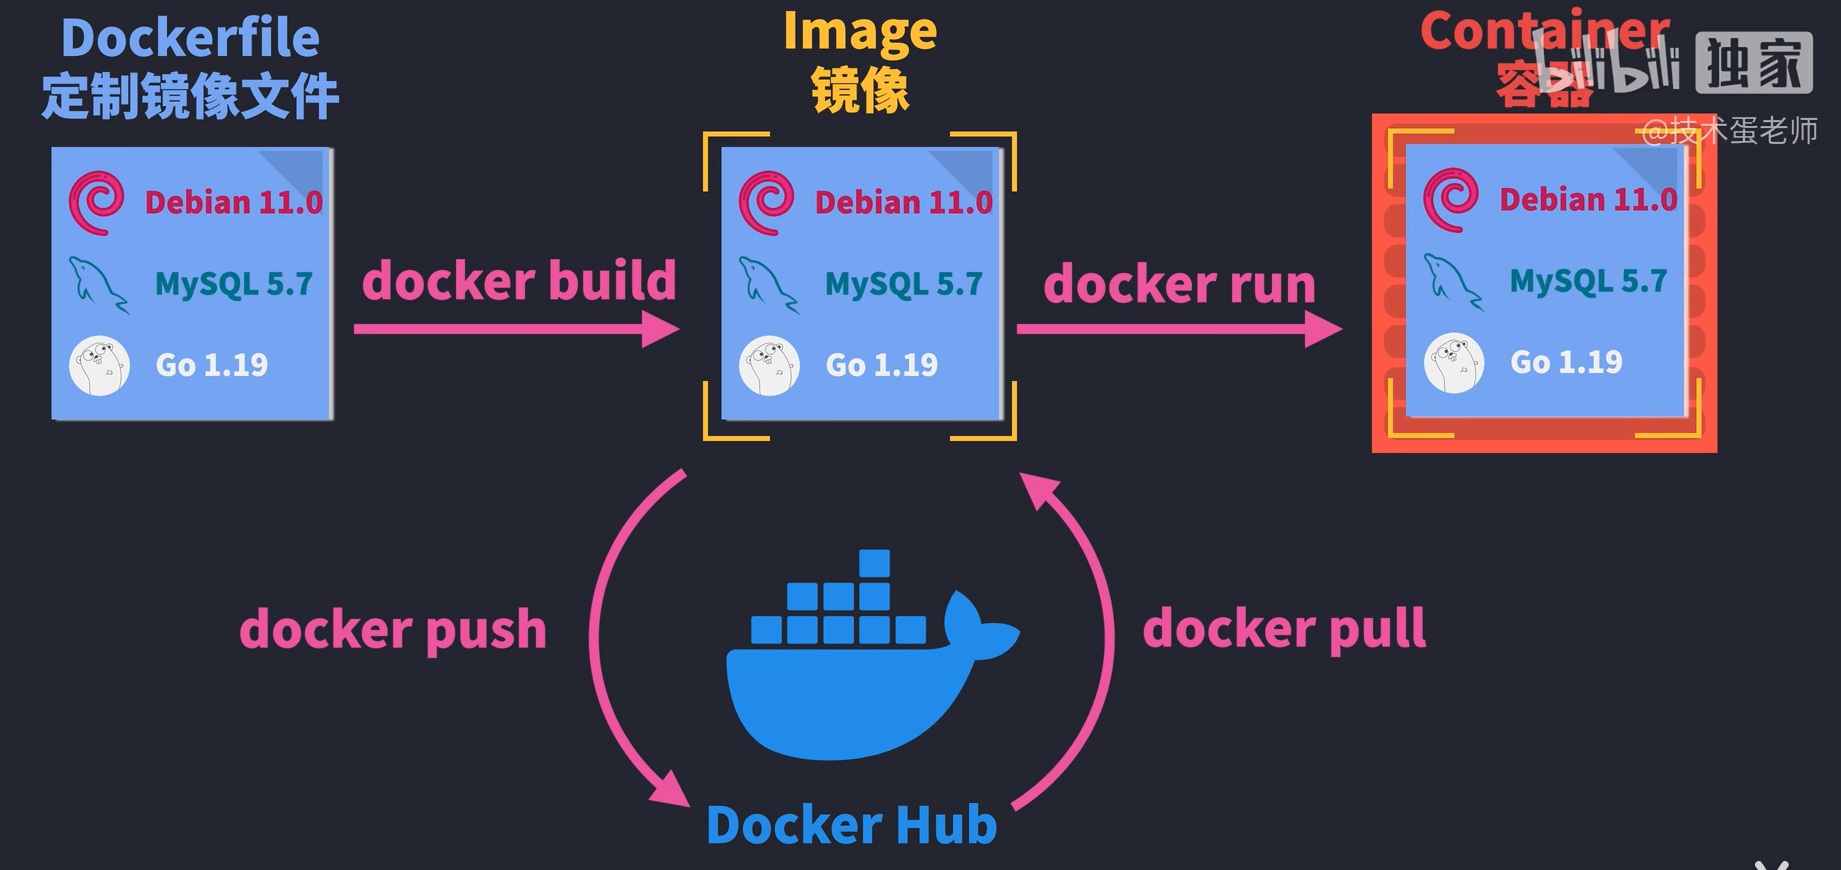 Dockerfile
定制镜像文件
Image
镜像
Container
容器
bilibili 独家
@技术蛋老师
Debian 11.0
MySQL 5.7
Go 1.19
docker build
Debian 11.0
MySQL 5.7
Go 1.19
docker run
Debian 11.0
MySQL 5.7
Go 1.19
docker push
docker pull
Docker Hub